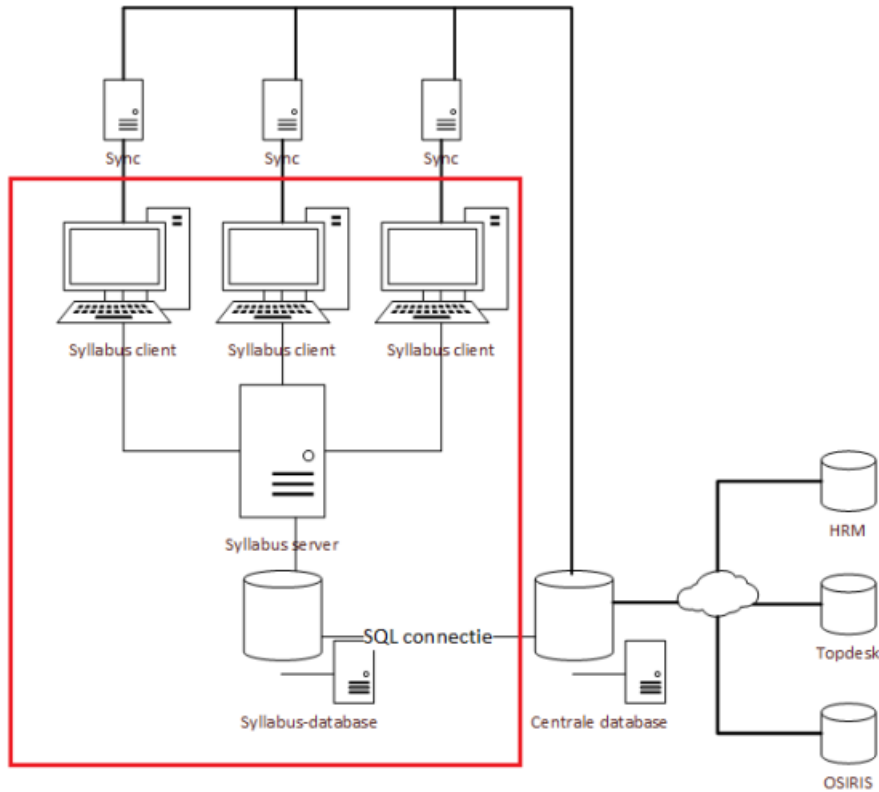 Sync
Sync
Sync
Syllabus client
Syllabus client
Syllabus client
Syllabus server
HRM
SQL connectie
Topdesk
Syllabus-database
Centrale database
OSIRIS